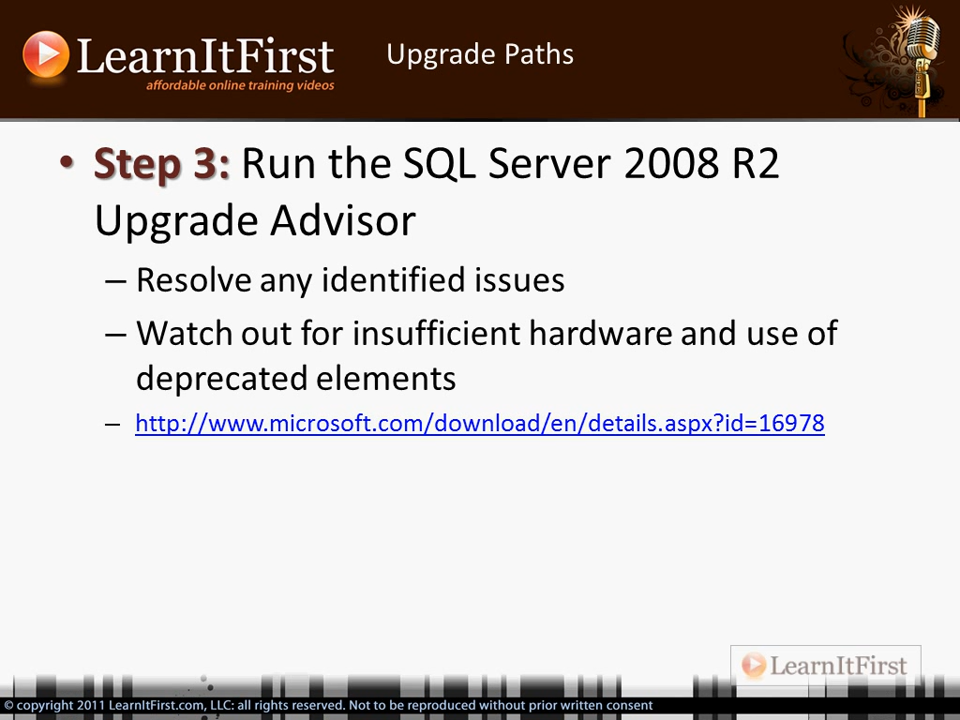 LearnItFirst
affordable online training videos
Upgrade Paths
• Step 3: Run the SQL Server 2008 R2
Upgrade Advisor
– Resolve any identified issues
– Watch out for insufficient hardware and use of
deprecated elements
– http://www.microsoft.com/download/en/details.aspx?id=16978
LearnItFirst
© copyright 2011 LearnItFirst.com, LLC: all rights reserved. Not to be reproduced without prior written consent